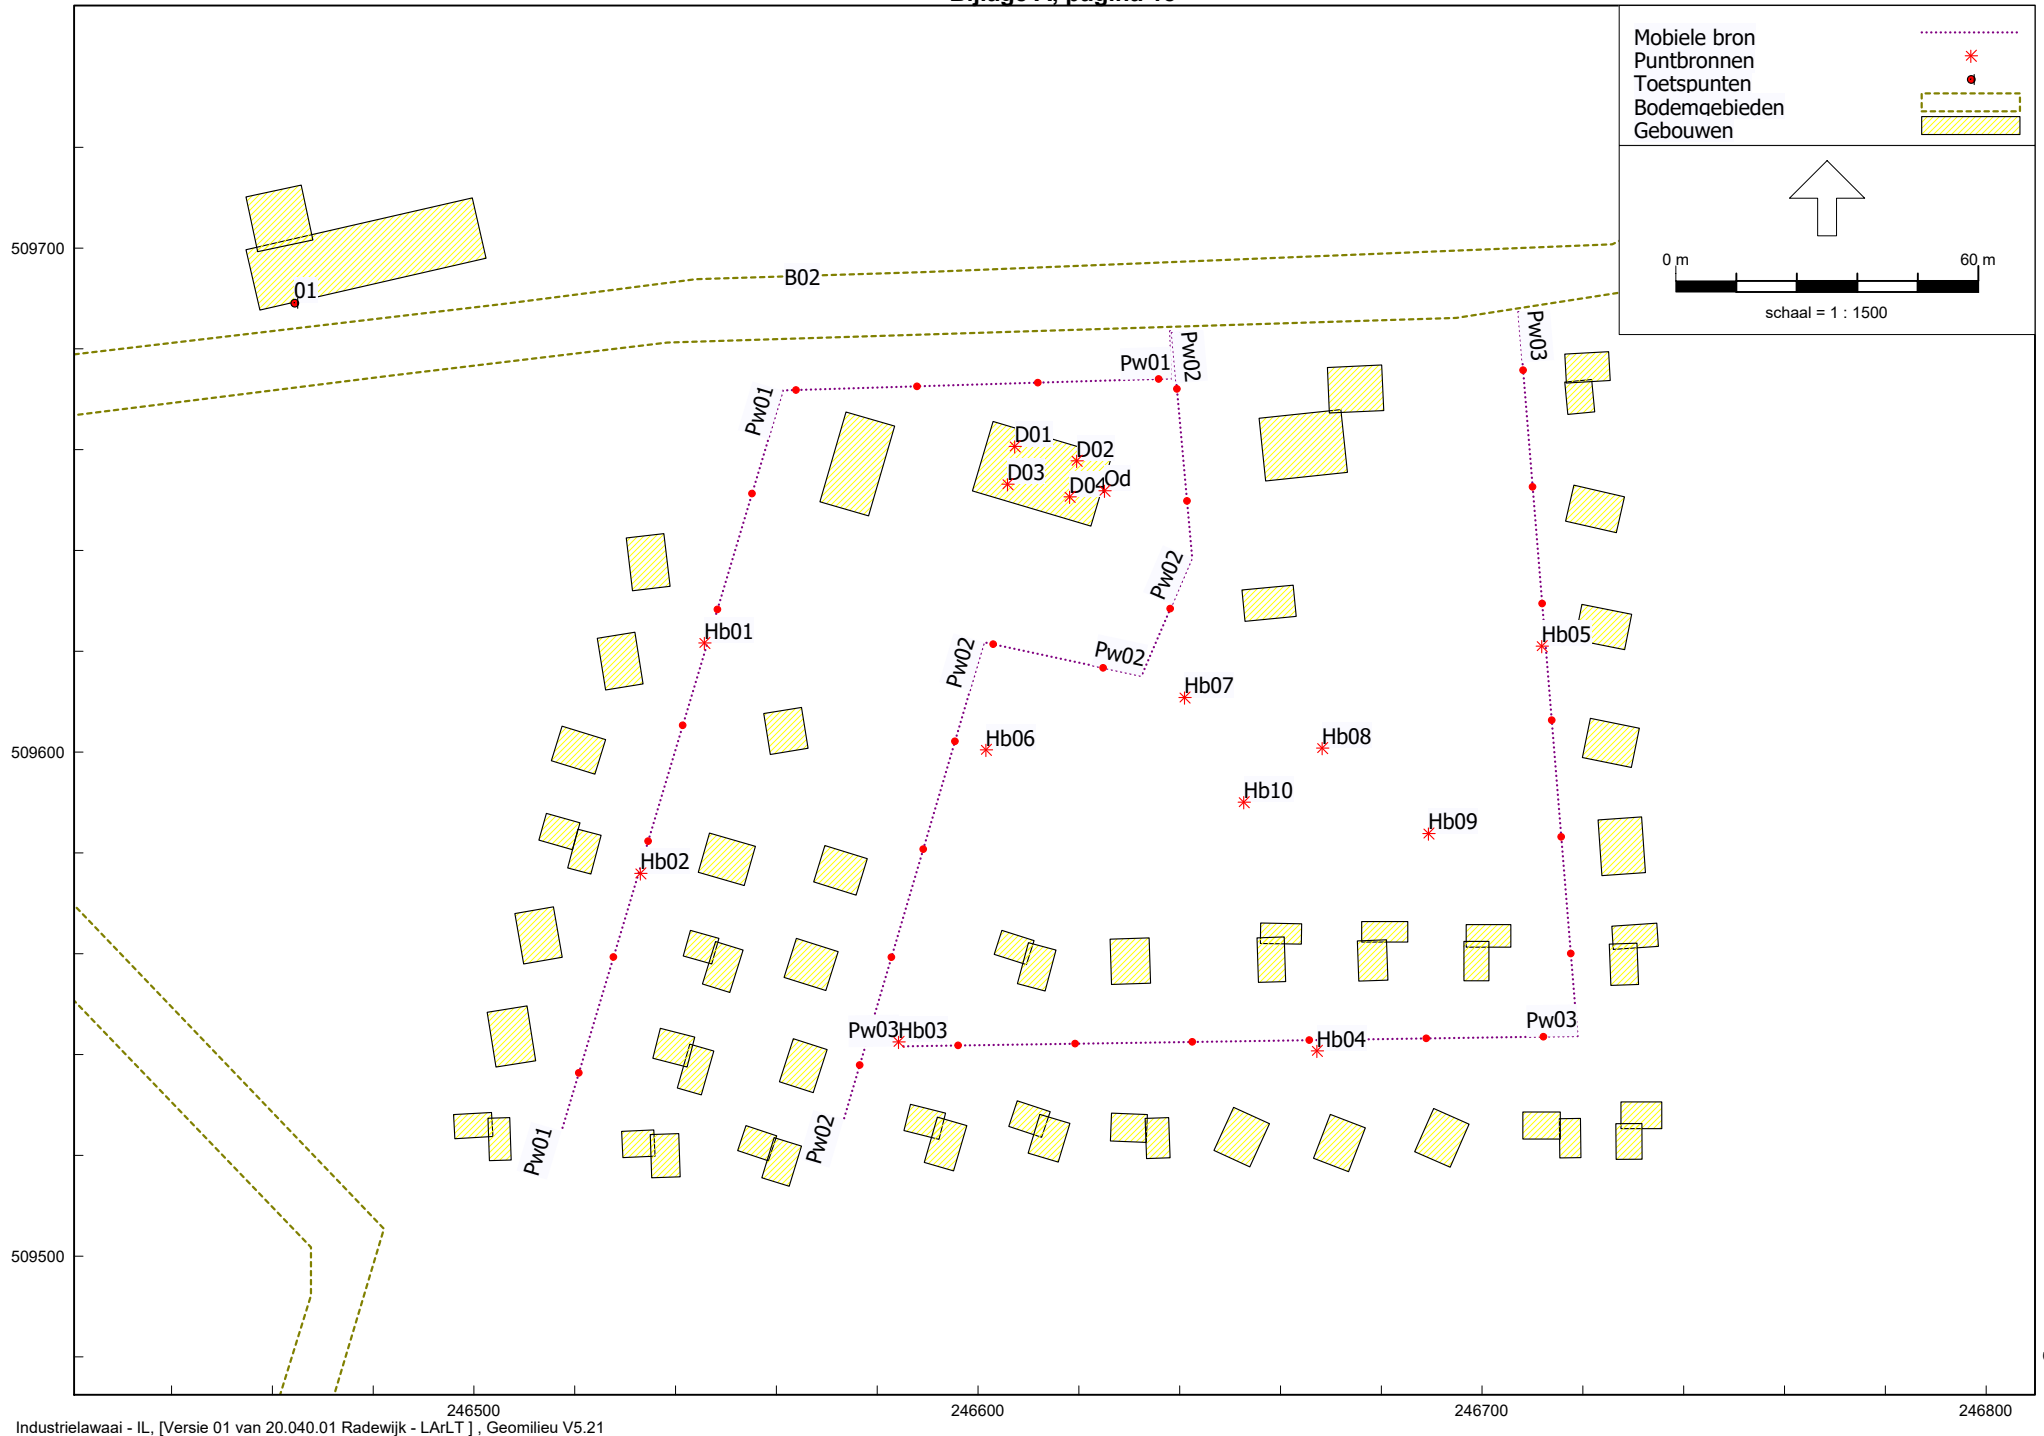 Bijlage A, pagina 18
Mobiele bron
Puntbronnen
Toetspunten
Bodemgebieden
Gebouwen
0 m 60 m
schaal = 1 : 1500
509700
509600
509500
01
B02
Pw01
Pw02
Pw03
Pw01
D01
D02
D03
D04
Od
Pw02
Hb01
Hb05
Pw02
Pw02
Hb07
Hb06
Hb08
Hb10
Hb09
Hb02
Pw03
Hb03
Pw03
Hb04
Pw01
Pw02
246500
246600
246700
246800
Industrielawaai - IL, [Versie 01 van 20.040.01 Radewijk - LArLT ] , Geomilieu V5.21